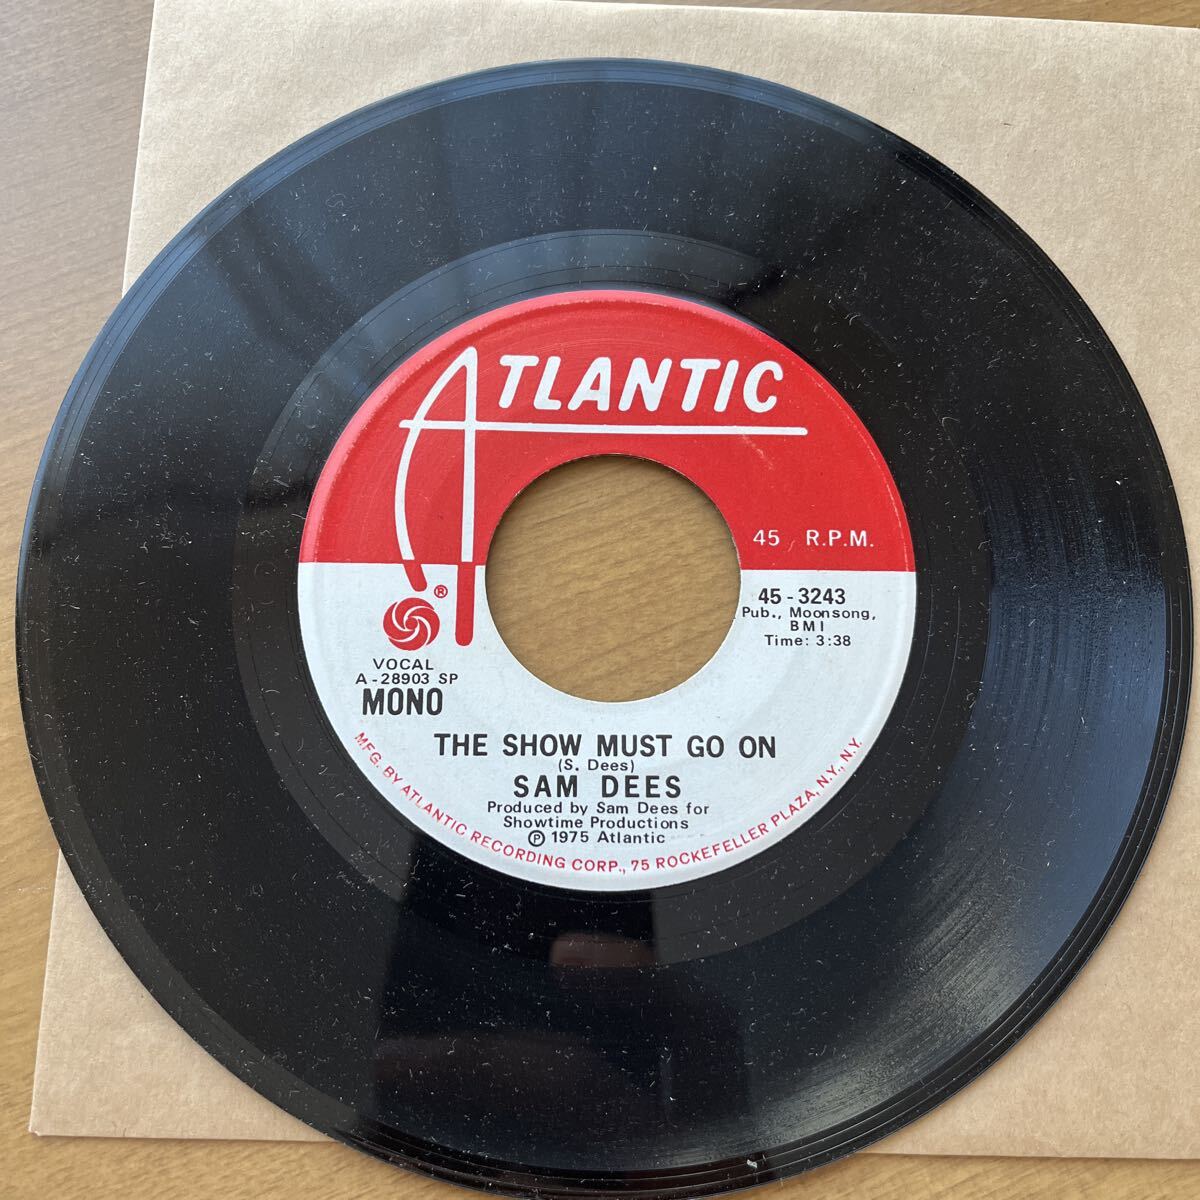 ATLANTIC
45 R.P.M.
®
45-3243
Pub., Moonsong,
BMI
Time: 3:38
VOCAL
A-28903 SP
MONO
THE SHOW MUST GO ON
(S. Dees)
SAM DEES
Produced by Sam Dees for
Showtime Productions
℗ 1975 Atlantic
MFG. BY ATLANTIC RECORDING CORP., 75 ROCKEFELLER PLAZA, N.Y., N.Y.